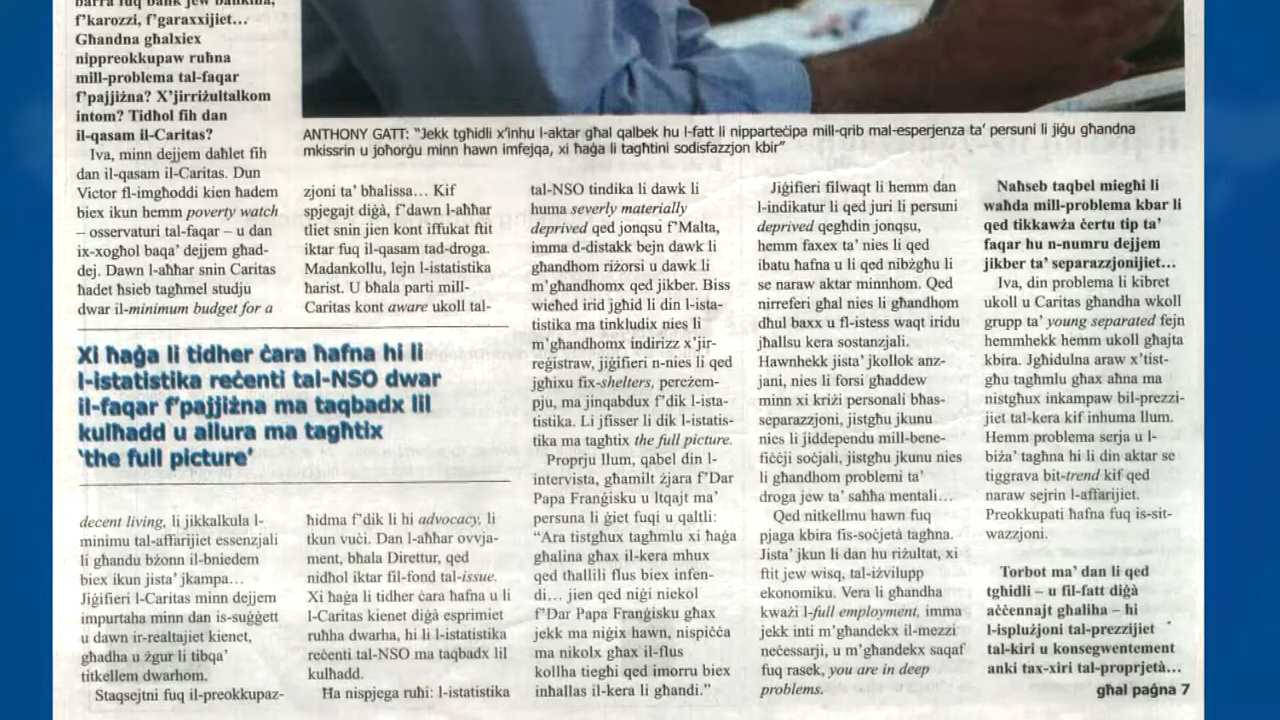 barra fuq bank jew bankina,
f'karozzi, f'garaxxijiet…
Għandna għalxiex
nippreokkupaw ruħna
mill-problema tal-faqar
f'pajjiżna? X'jirriżultalkom
intom? Tidħol fih dan
il-qasam il-Caritas?
Iva, minn dejjem daħlet fih
dan il-qasam il-Caritas. Dun
Victor fl-imgħoddi kien ħadem
biex ikun hemm poverty watch
– osservaturi tal-faqar – u dan
ix-xogħol baqa' dejjem għad-
dej. Dawn l-aħħar snin Caritas
ħadet ħsieb tagħmel studju
dwar il-minimum budget for a
ANTHONY GATT: "Jekk tgħidli x'inhu l-aktar għal qalbek hu l-fatt li nippartеċipa mill-qrib mal-esperjenza ta' persuni li jiġu għandna
mkissrin u joħorġu minn hawn imfejqa, xi ħaġa li tagħtini sodisfazzjon kbir"
Xi ħaġa li tidher ċara ħafna hi li
l-istatistika reċenti tal-NSO dwar
il-faqar f'pajjiżna ma taqbadx lil
kulħadd u allura ma tagħtix
'the full picture'
decent living, li jikkalkula l-
minimu tal-affarijiet essenzjali
li għandu bżonn il-bniedem
biex ikun jista' jkampa…
Jiġifieri l-Caritas minn dejjem
impurtaha minn dan is-suġġett
u dawn ir-realtajiet kienet,
għadha u żgur li tibqa'
titkellem dwarhom.
Staqsejtni fuq il-preokkupaz-
zjoni ta' bħalissa… Kif
spjegajt diġà, f'dawn l-aħħar
tliet snin jien kont iffukat ftit
iktar fuq il-qasam tad-droga.
Madankollu, lejn l-istatistika
ħarist. U bħala parti mill-
Caritas kont aware ukoll tal-
ħidma f'dik li hi advocacy, li
tkun vuċi. Dan l-aħħar ovvja-
ment, bħala Direttur, qed
nidħol iktar fil-fond tal-issue.
Xi ħaġa li tidher ċara ħafna u li
l-Caritas kienet diġà esprimiet
ruħha dwarha, hi li l-istatistika
reċenti tal-NSO ma taqbadx lil
kulħadd.
Ha nispjega ruħi: l-istatistika
tal-NSO tindika li dawk li
huma severly materially
deprived qed jonqsu f'Malta,
imma d-distakk bejn dawk li
għandhom riżorsi u dawk li
m'għandhomx qed jikber. Biss
wieħed irid jgħid li din l-ista-
tistika ma tinkludix nies li
m'għandhomx indirizz x'jir-
reġistraw, jiġifieri n-nies li qed
jgħixu fix-shelters, pereżem-
pju, ma jinqabdux f'dik l-ista-
tistika. Li jfisser li dik l-istatis-
tika ma tagħtix the full picture.
Proprju llum, qabel din l-
intervista, għamilt żjara f'Dar
Papa Franġisku u ltqajt ma'
persuna li ġiet fuqi u qaltli:
"Ara tistgħux tagħmlu xi ħaġa
għalina għax il-kera mhux
qed tħallili flus biex infen-
di… jien qed niġi niekol
f'Dar Papa Franġisku għax
jekk ma niġix hawn, nispiċċa
ma nikolx għax il-flus
kollha tiegħi qed imorru biex
inħallas il-kera li għandi."
Jiġifieri filwaqt li hemm dan
l-indikatur li qed juri li persuni
deprived qegħdin jonqsu,
hemm faxex ta' nies li qed
ibatu ħafna u li qed nibżgħu li
se naraw aktar minnhom. Qed
nirreferi għal nies li għandhom
dħul baxx u fl-istess waqt iridu
jħallsu kera sostanzjali.
Hawnhekk jista' jkollok anz-
jani, nies li forsi għaddew
minn xi kriżi personali bħas-
separazzjoni, jistgħu jkunu
nies li jiddependu mill-bene-
fiċċji soċjali, jistgħu jkunu nies
li għandhom problemi ta'
droga jew ta' saħħa mentali…
Qed nitkellmu hawn fuq
pjaga kbira fis-soċjetà tagħna.
Jista' jkun li dan hu riżultat, xi
ftit jew wisq, tal-iżvilupp
ekonomiku. Vera li għandha
kważi l-full employment, imma
jekk inti m'għandekx il-mezzi
neċessarji, u m'għandekx saqaf
fuq rasek, you are in deep
problems.
Naħseb taqbel miegħi li
waħda mill-problema kbar li
qed tikkawża ċertu tip ta'
faqar hu n-numru dejjem
jikber ta' separazzjonijiet…
Iva, din problema li kibret
ukoll u Caritas għandha wkoll
grupp ta' young separated fejn
hemmhekk hemm ukoll għajta
kbira. Jgħidulna araw x'tist-
għu tagħmlu għax aħna ma
nistgħux inkampaw bil-prezzi-
jiet tal-kera kif inhuma llum.
Hemm problema serja u l-
biża' tagħna hi li din aktar se
tiggrava bit-trend kif qed
naraw sejrin l-affarijiet.
Preokkupati ħafna fuq is-sit-
wazzjoni.
Torbot ma' dan li qed
tgħidli – u fil-fatt diġà
aċċennajt għaliha – hi
l-isplużjoni tal-prezzijiet
tal-kiri u konsegwentement
anki tax-xiri tal-proprjetà…
għal paġna 7